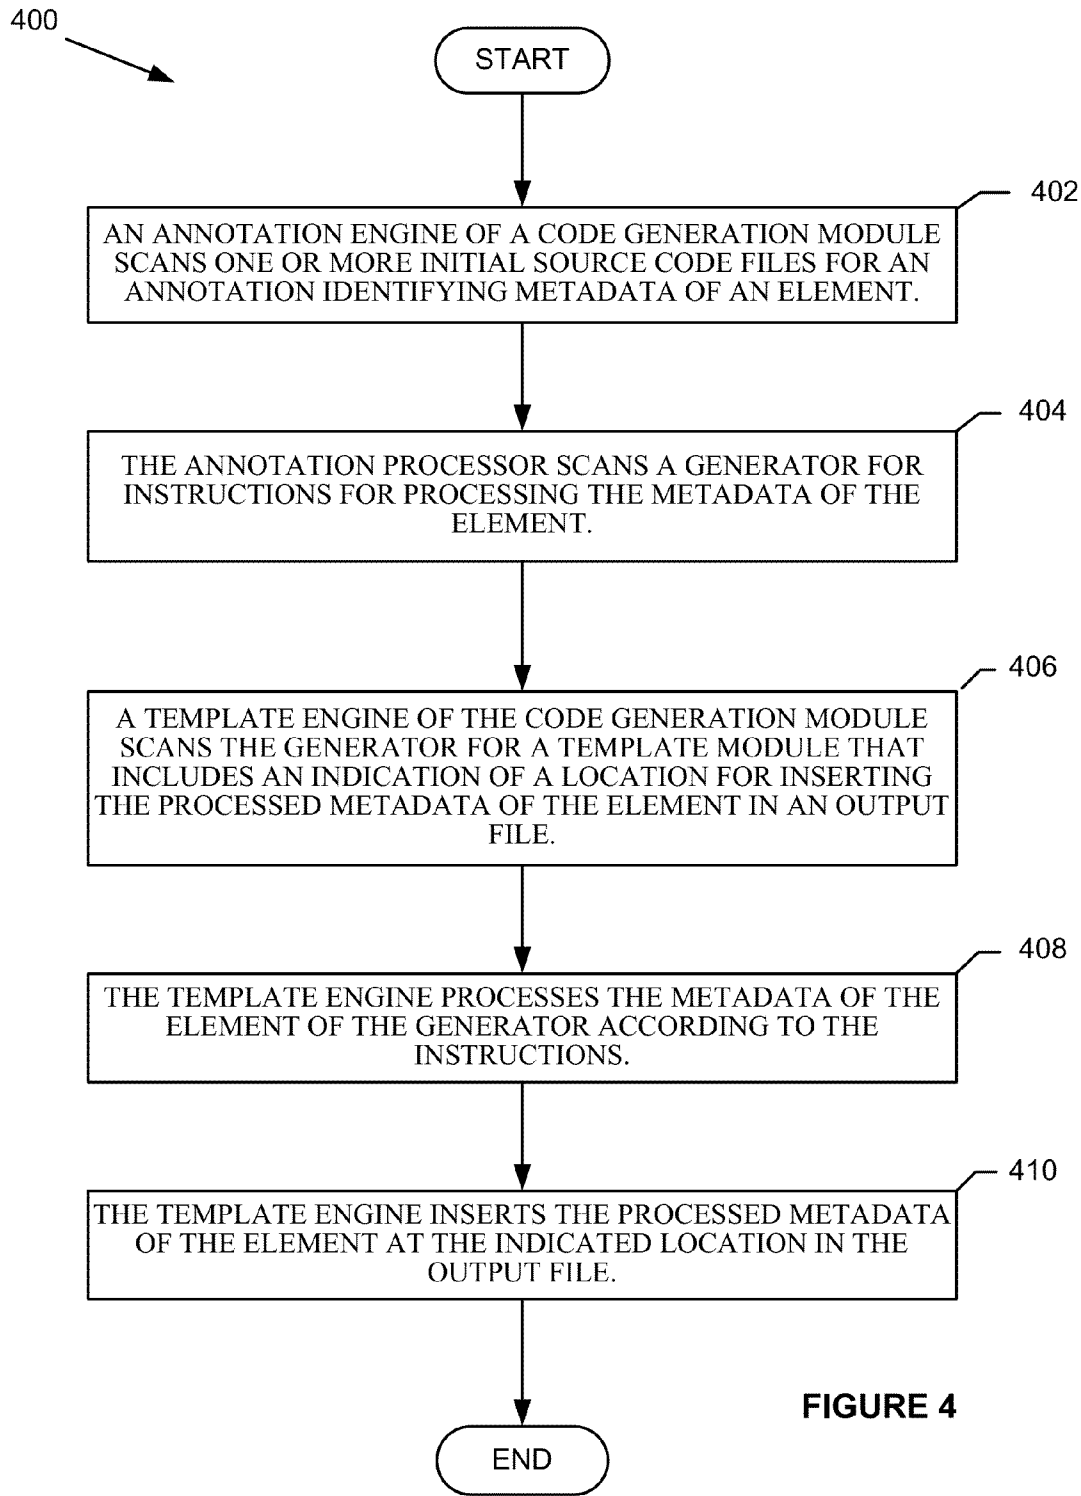 400
START
402
AN ANNOTATION ENGINE OF A CODE GENERATION MODULE
SCANS ONE OR MORE INITIAL SOURCE CODE FILES FOR AN
ANNOTATION IDENTIFYING METADATA OF AN ELEMENT.
404
THE ANNOTATION PROCESSOR SCANS A GENERATOR FOR
INSTRUCTIONS FOR PROCESSING THE METADATA OF THE
ELEMENT.
406
A TEMPLATE ENGINE OF THE CODE GENERATION MODULE
SCANS THE GENERATOR FOR A TEMPLATE MODULE THAT
INCLUDES AN INDICATION OF A LOCATION FOR INSERTING
THE PROCESSED METADATA OF THE ELEMENT IN AN OUTPUT
FILE.
408
THE TEMPLATE ENGINE PROCESSES THE METADATA OF THE
ELEMENT OF THE GENERATOR ACCORDING TO THE
INSTRUCTIONS.
410
THE TEMPLATE ENGINE INSERTS THE PROCESSED METADATA
OF THE ELEMENT AT THE INDICATED LOCATION IN THE
OUTPUT FILE.
FIGURE 4
END